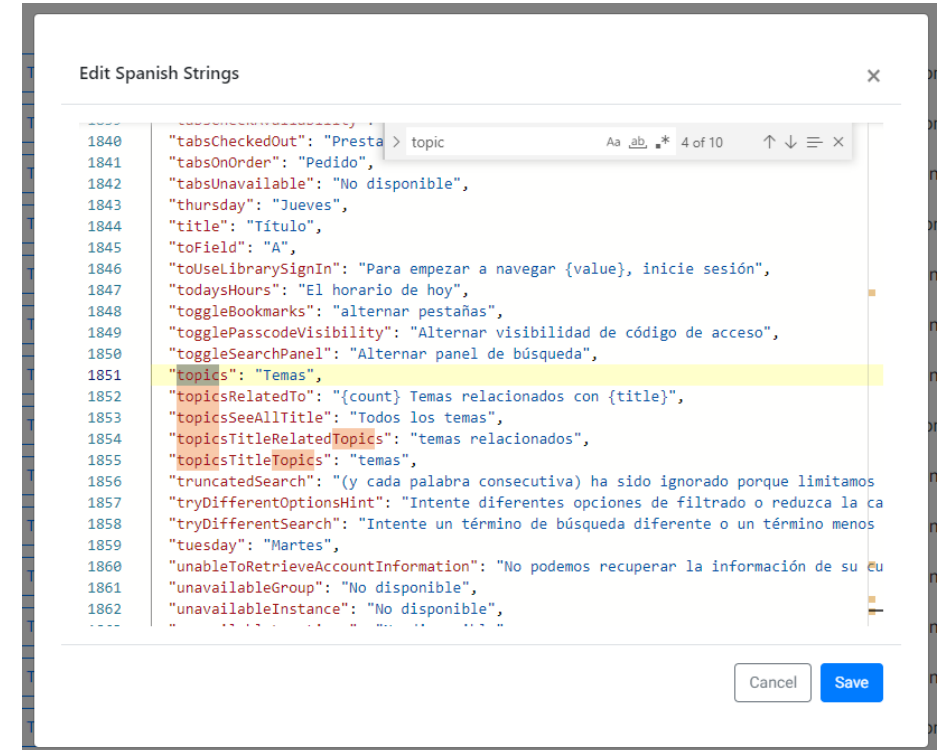 Edit Spanish Strings
×
> topic Aa ab .* 4 of 10
1840 "tabsCheckedOut": "Presta
1841 "tabsOnOrder": "Pedido",
1842 "tabsUnavailable": "No disponible",
1843 "thursday": "Jueves",
1844 "title": "Título",
1845 "toField": "A",
1846 "toUseLibrarySignIn": "Para empezar a navegar {value}, inicie sesión",
1847 "todaysHours": "El horario de hoy",
1848 "toggleBookmarks": "alternar pestañas",
1849 "togglePasscodeVisibility": "Alternar visibilidad de código de acceso",
1850 "toggleSearchPanel": "Alternar panel de búsqueda",
1851 "topics": "Temas",
1852 "topicsRelatedTo": "{count} Temas relacionados con {title}",
1853 "topicsSeeAllTitle": "Todos los temas",
1854 "topicsTitleRelatedTopics": "temas relacionados",
1855 "topicsTitleTopics": "temas",
1856 "truncatedSearch": "(y cada palabra consecutiva) ha sido ignorado porque limitamos
1857 "tryDifferentOptionsHint": "Intente diferentes opciones de filtrado o reduzca la ca
1858 "tryDifferentSearch": "Intente un término de búsqueda diferente o un término menos
1859 "tuesday": "Martes",
1860 "unableToRetrieveAccountInformation": "No podemos recuperar la información de su cu
1861 "unavailableGroup": "No disponible",
1862 "unavailableInstance": "No disponible",
Cancel
Save